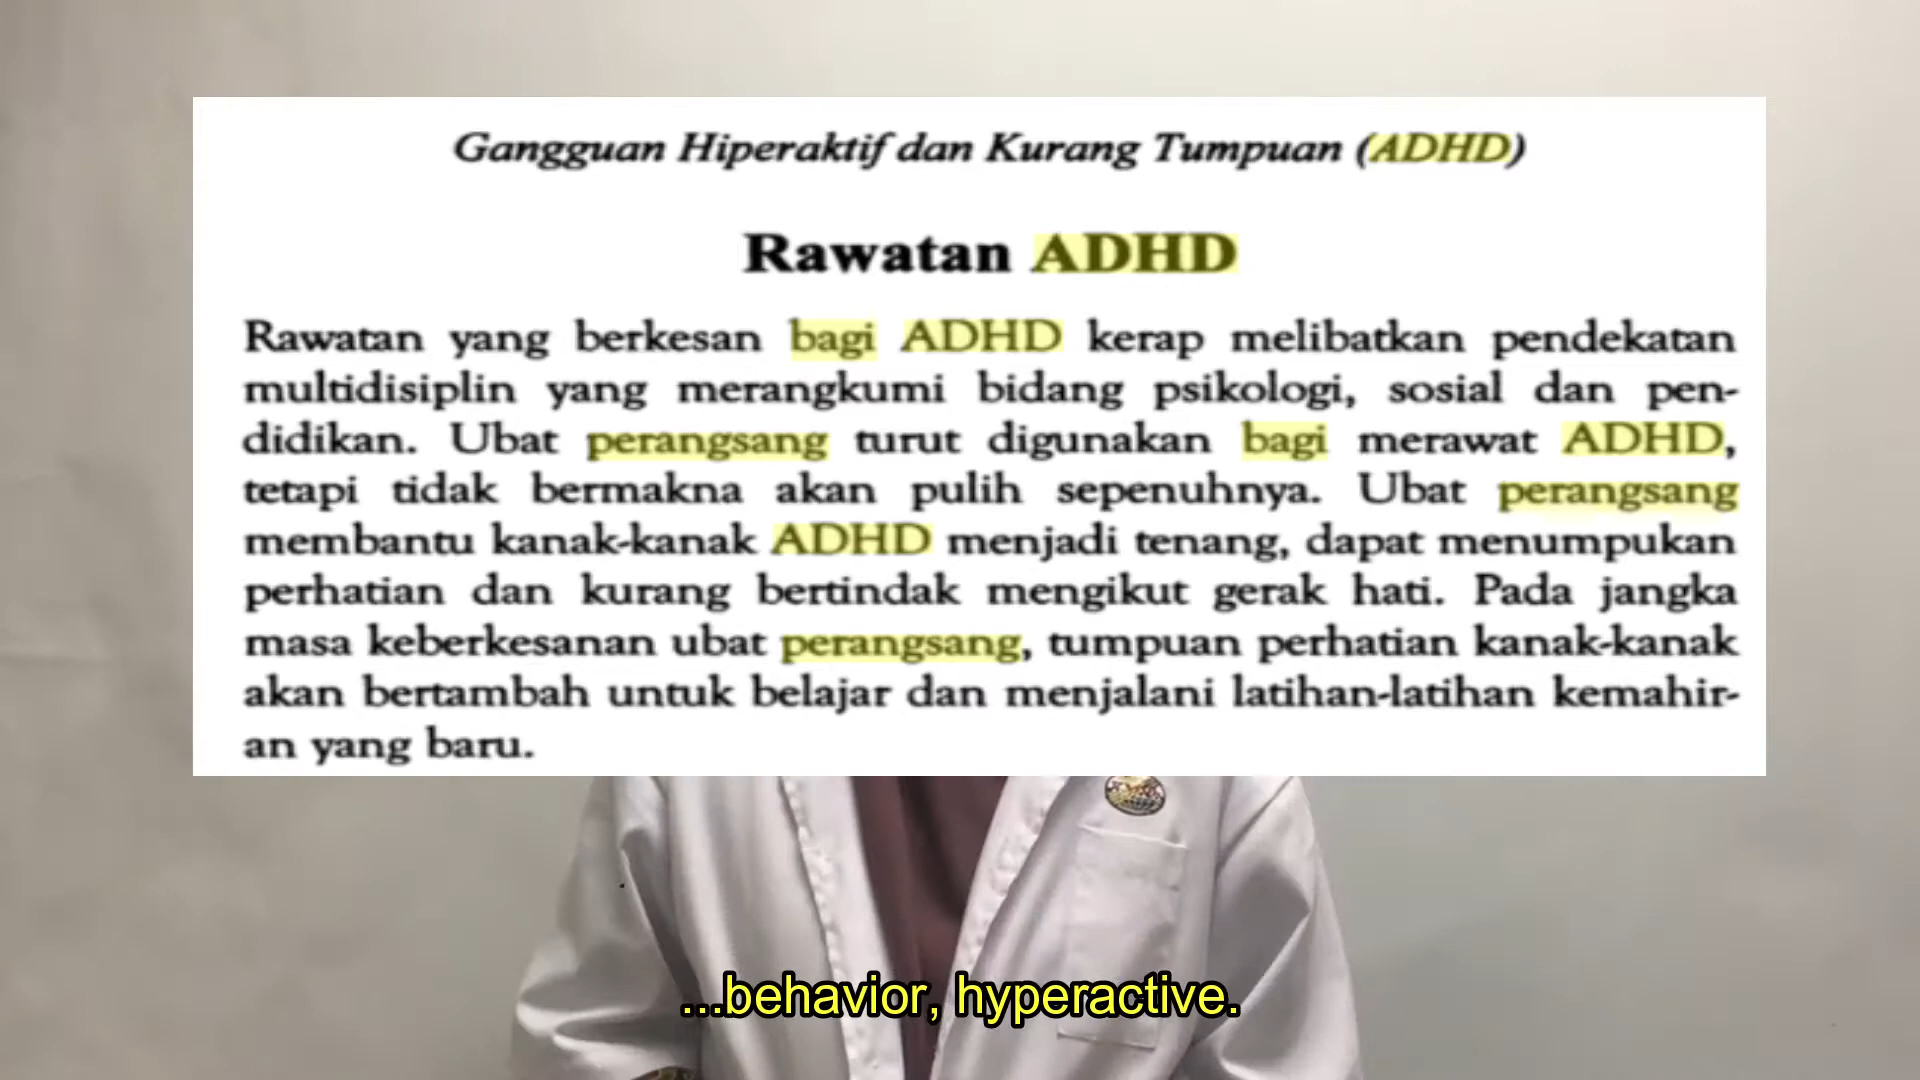 Gangguan Hiperaktif dan Kurang Tumpuan (ADHD)
Rawatan ADHD
Rawatan yang berkesan bagi ADHD kerap melibatkan pendekatan
multidisiplin yang merangkumi bidang psikologi, sosial dan pen-
didikan. Ubat perangsang turut digunakan bagi merawat ADHD,
tetapi tidak bermakna akan pulih sepenuhnya. Ubat perangsang
membantu kanak-kanak ADHD menjadi tenang, dapat menumpukan
perhatian dan kurang bertindak mengikut gerak hati. Pada jangka
masa keberkesanan ubat perangsang, tumpuan perhatian kanak-kanak
akan bertambah untuk belajar dan menjalani latihan-latihan kemahir-
an yang baru.
...behavior, hyperactive.